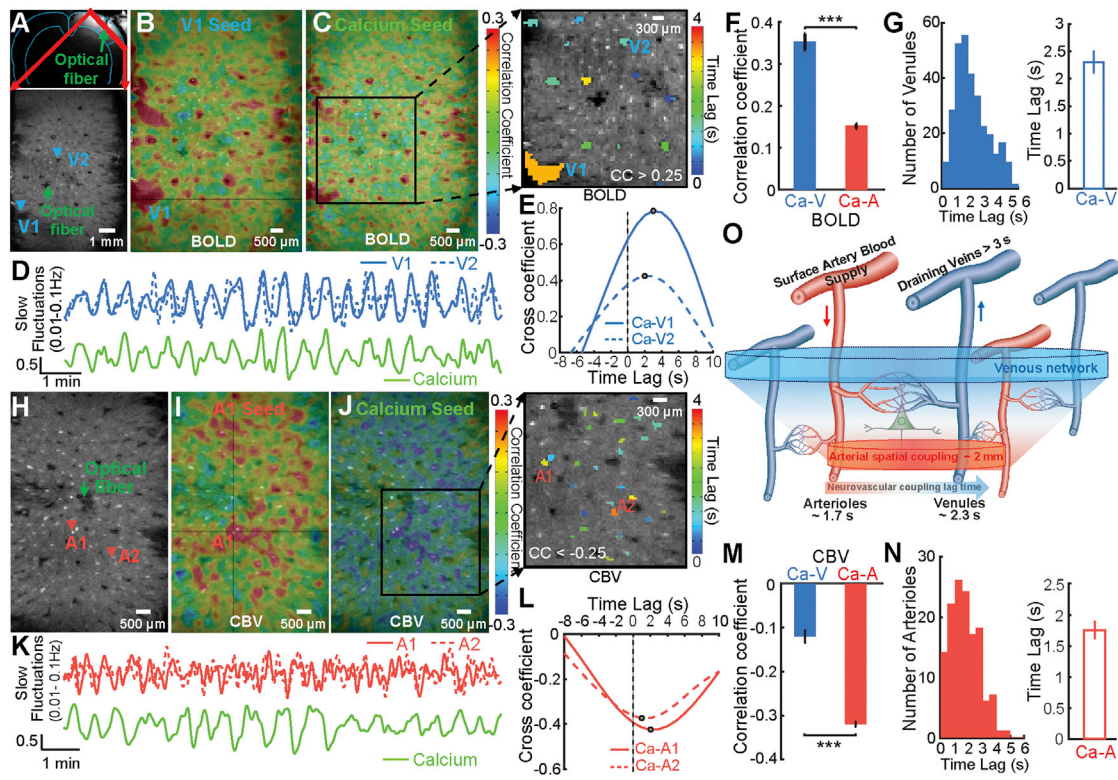 A
Optical
fiber
V2
Optical
fiber
V1
1 mm
B
V1 Seed
V1
BOLD
500 µm
C
Calcium Seed
BOLD
500 µm
0.3
Correlation Coefficient
-0.3
300 µm
V2
V1
CC > 0.25
BOLD
4
3
2
1
0
Time Lag (s)
D
V1
V2
Slow
Fluctuations
(0.01-0.1Hz)
0.5
1 min
Calcium
E
Cross coefficient
0.8
0.6
0.4
0.2
0
Ca-V1
Ca-V2
-8 -6 -4 -2 0 2 4 6 8 10
Time Lag (s)
F
***
Correlation coefficient
0.4
0.3
0.2
0.1
0
Ca-V
Ca-A
BOLD
G
Number of Venules
60
40
20
0
0 1 2 3 4 5 6
Time Lag (s)
Time Lag (s)
3
2.5
2
1.5
1
0.5
0
Ca-V
O
Surface Artery Blood
Supply
Draining Veins > 3 s
Venous network
Arterial spatial coupling ~ 2 mm
Neurovascular coupling lag time
Arterioles
~ 1.7 s
Venules
~ 2.3 s
H
Optical
fiber
A1
A2
500 µm
I
A1 Seed
A1
CBV
500 µm
J
Calcium Seed
CBV
500 µm
0.3
Correlation Coefficient
-0.3
300 µm
A1
A2
CC < -0.25
CBV
4
3
2
1
0
Time Lag (s)
K
A1
A2
Slow
Fluctuations
(0.01- 0.1Hz)
0.5
1 min
Calcium
L
Time Lag (s)
-8 -6 -4 -2 0 2 4 6 8 10
Cross coefficient
0
-0.2
-0.4
-0.6
Ca-A1
Ca-A2
M
CBV
Ca-V
Ca-A
Correlation coefficient
0
-0.1
-0.2
-0.3
-0.4
***
N
Number of Arterioles
30
20
10
0
0 1 2 3 4 5 6
Time Lag (s)
Time Lag (s)
2.5
2
1.5
1
0.5
0
Ca-A